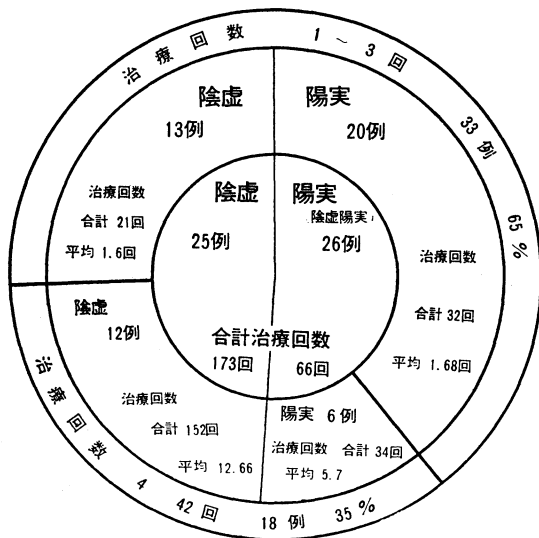 治療回数 1～3回 33例 65%
陰虚
13例
治療回数
合計 21回
平均 1.6回
陽実
20例
治療回数
合計 32回
平均 1.68回
陰虚
25例
陽実
陰虚陽実
26例
合計治療回数
173回
66回
陰虚
12例
治療回数
合計 152回
平均 12.66
陽実 6例
治療回数 合計 34回
平均 5.7
治療回数 4 42回 18例 35%